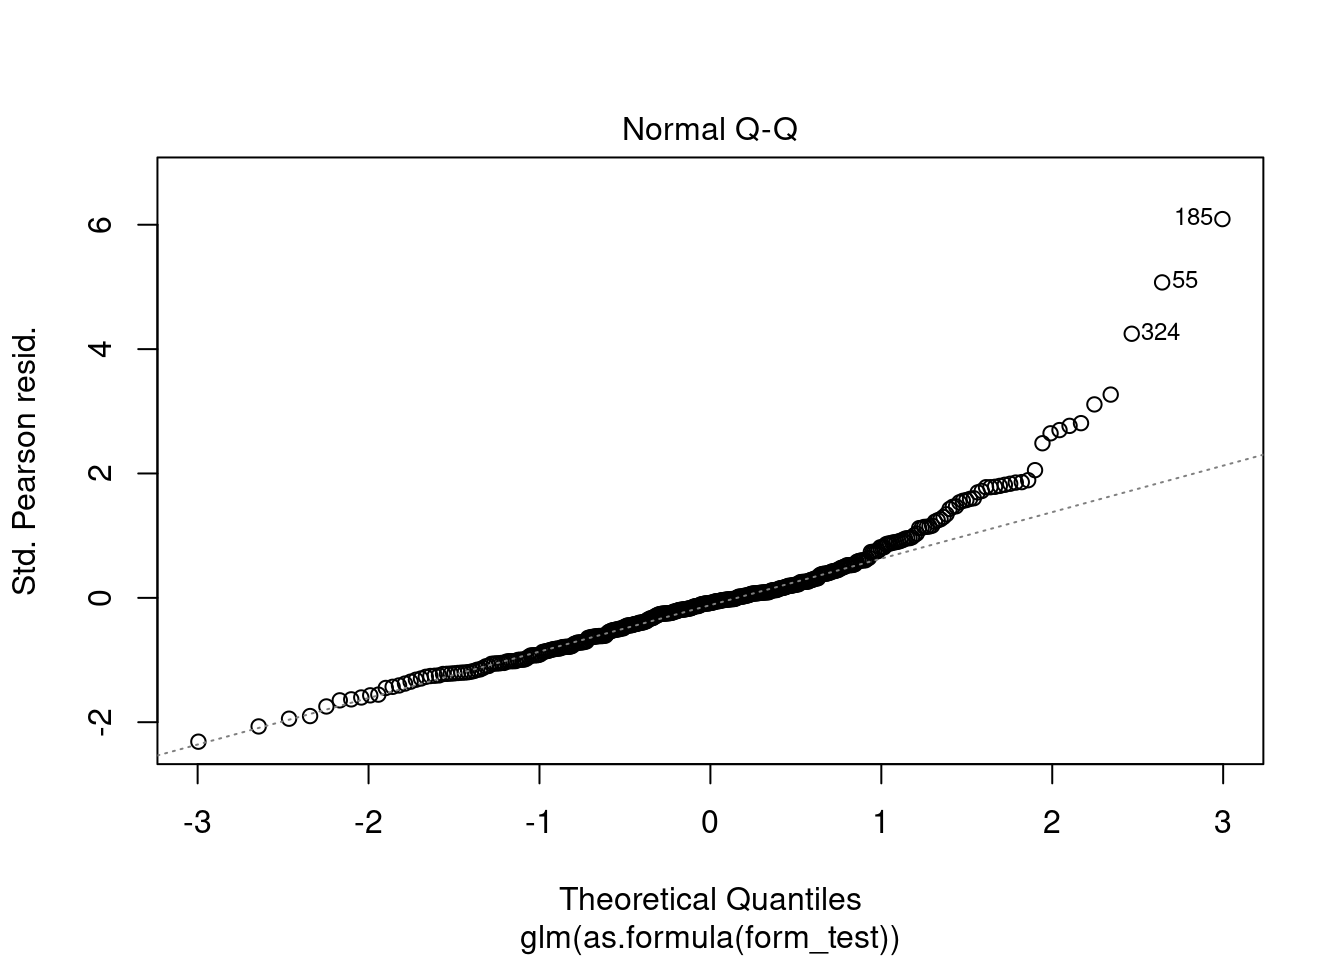 Normal Q-Q
Std. Pearson resid.
6
4
2
0
-2
185
55
324
-3 -2 -1 0 1 2 3
Theoretical Quantiles
glm(as.formula(form_test))